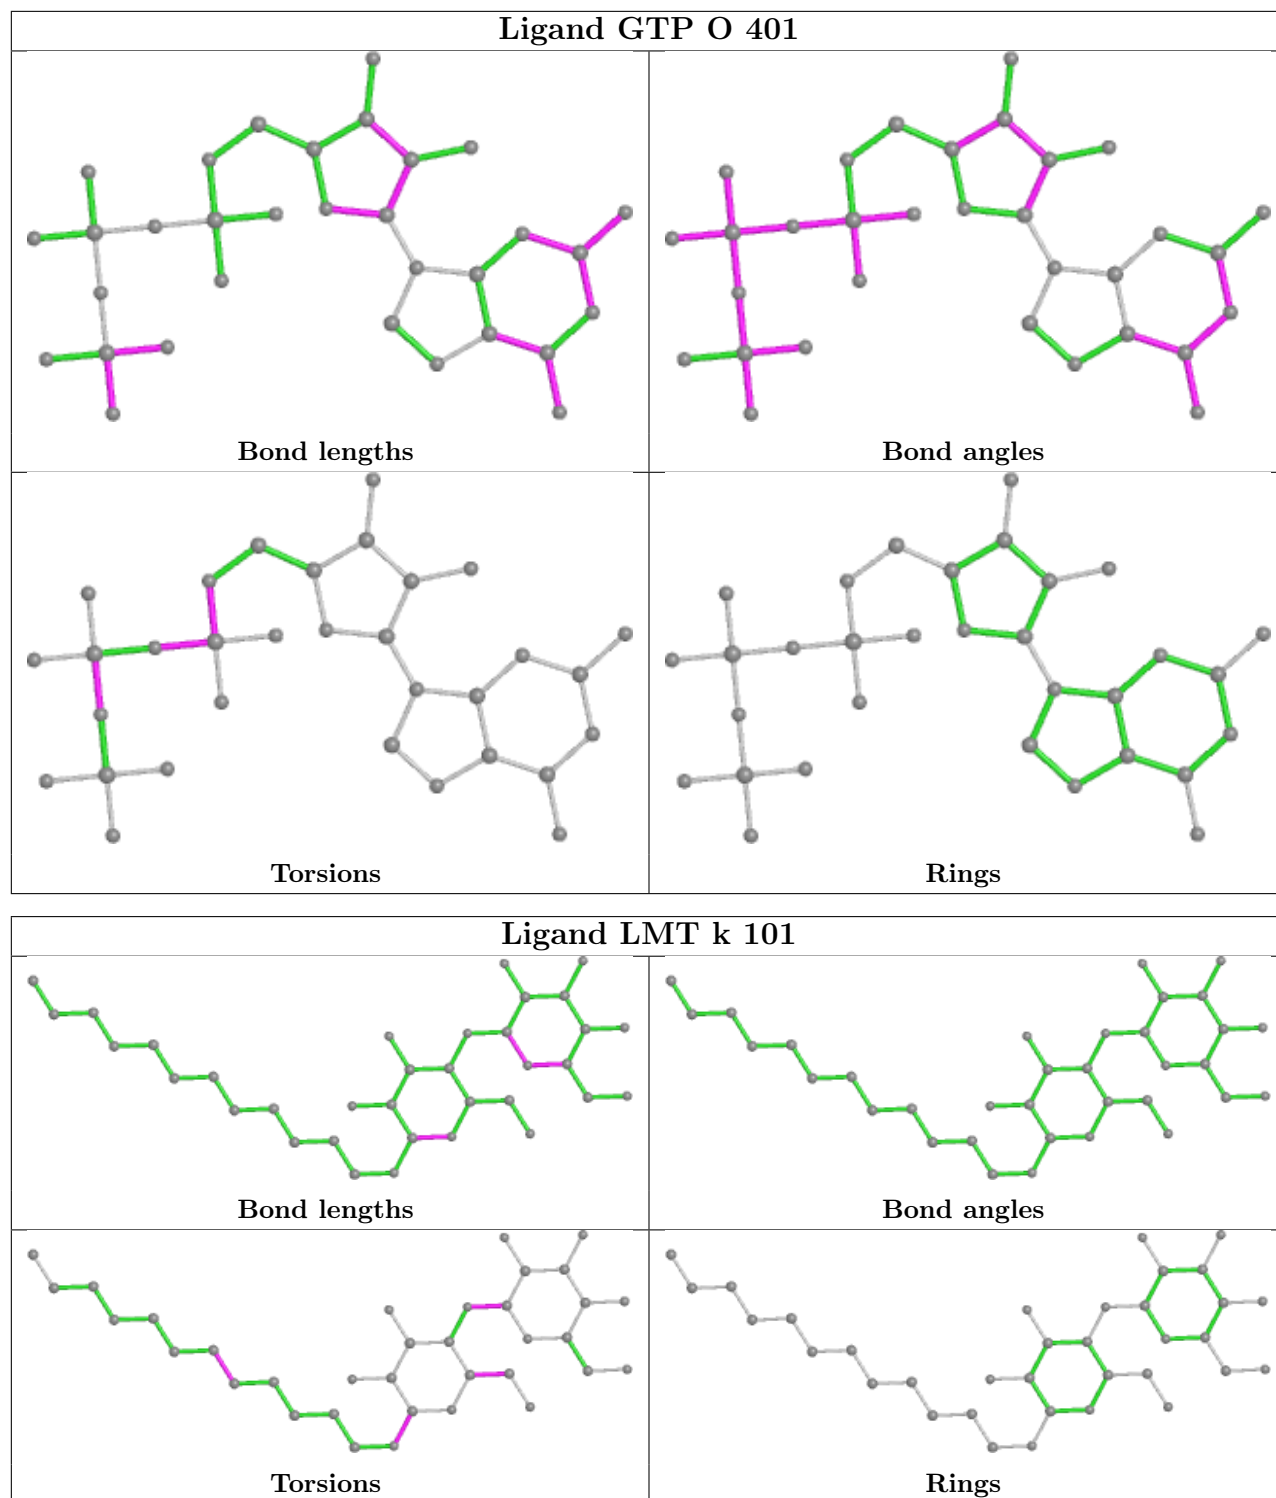 Ligand GTP O 401
Bond lengths
Bond angles
Torsions
Rings
Ligand LMT k 101
Bond lengths
Bond angles
Torsions
Rings